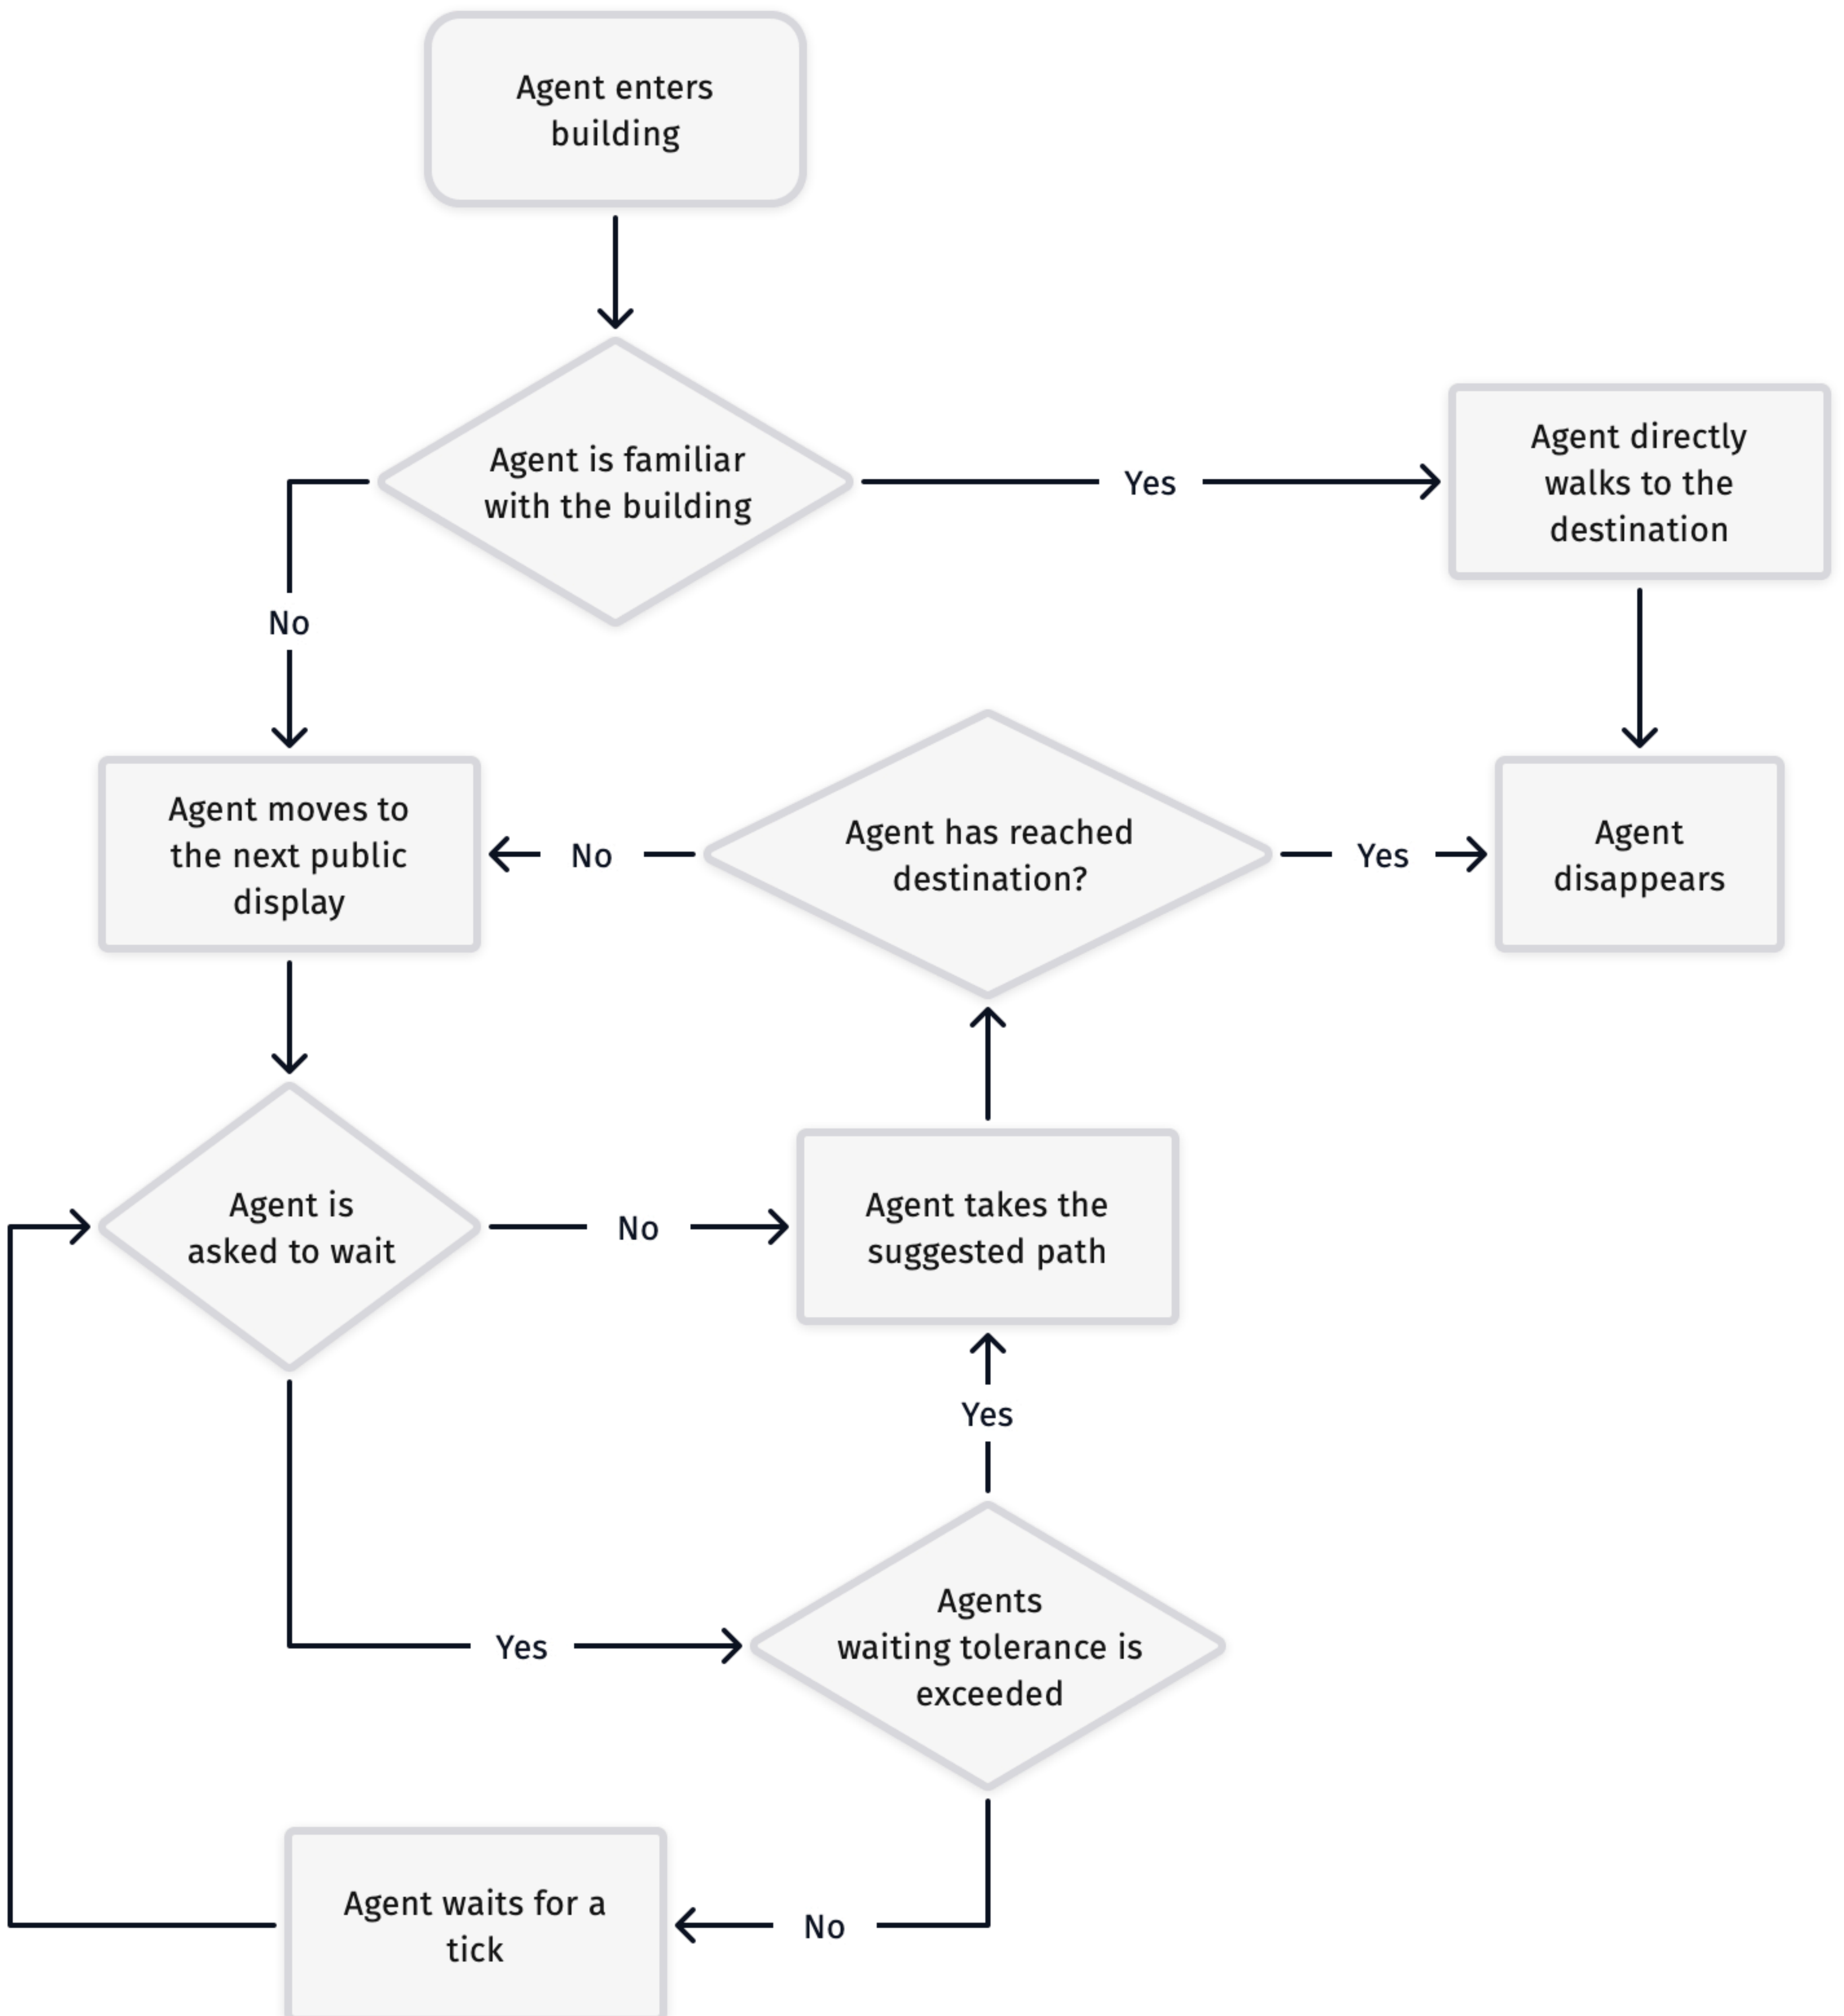 Agent enters
building
Agent is familiar
with the building
Yes
Agent directly
walks to the
destination
No
Agent moves to
the next public
display
No
Agent has reached
destination?
Yes
Agent
disappears
Agent is
asked to wait
No
Agent takes the
suggested path
Yes
Yes
Agents
waiting tolerance is
exceeded
Agent waits for a
tick
No